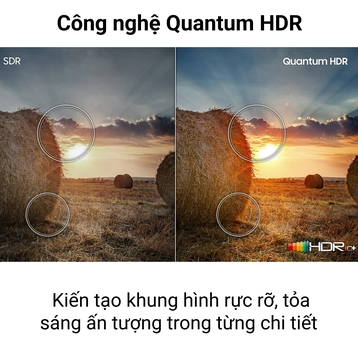 Công nghệ Quantum HDR
SDR
Quantum HDR
HDR10+
Kiến tạo khung hình rực rỡ, tỏa
sáng ấn tượng trong từng chi tiết